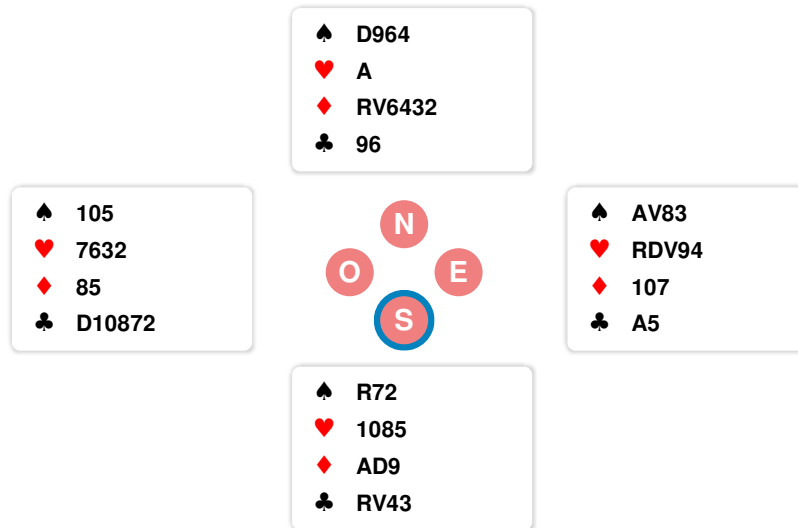 ♠ D964
♥ A
♦ RV6432
♣ 96
♠ 105
♥ 7632
♦ 85
♣ D10872
N
O E
S
♠ AV83
♥ RDV94
♦ 107
♣ A5
♠ R72
♥ 1085
♦ AD9
♣ RV43